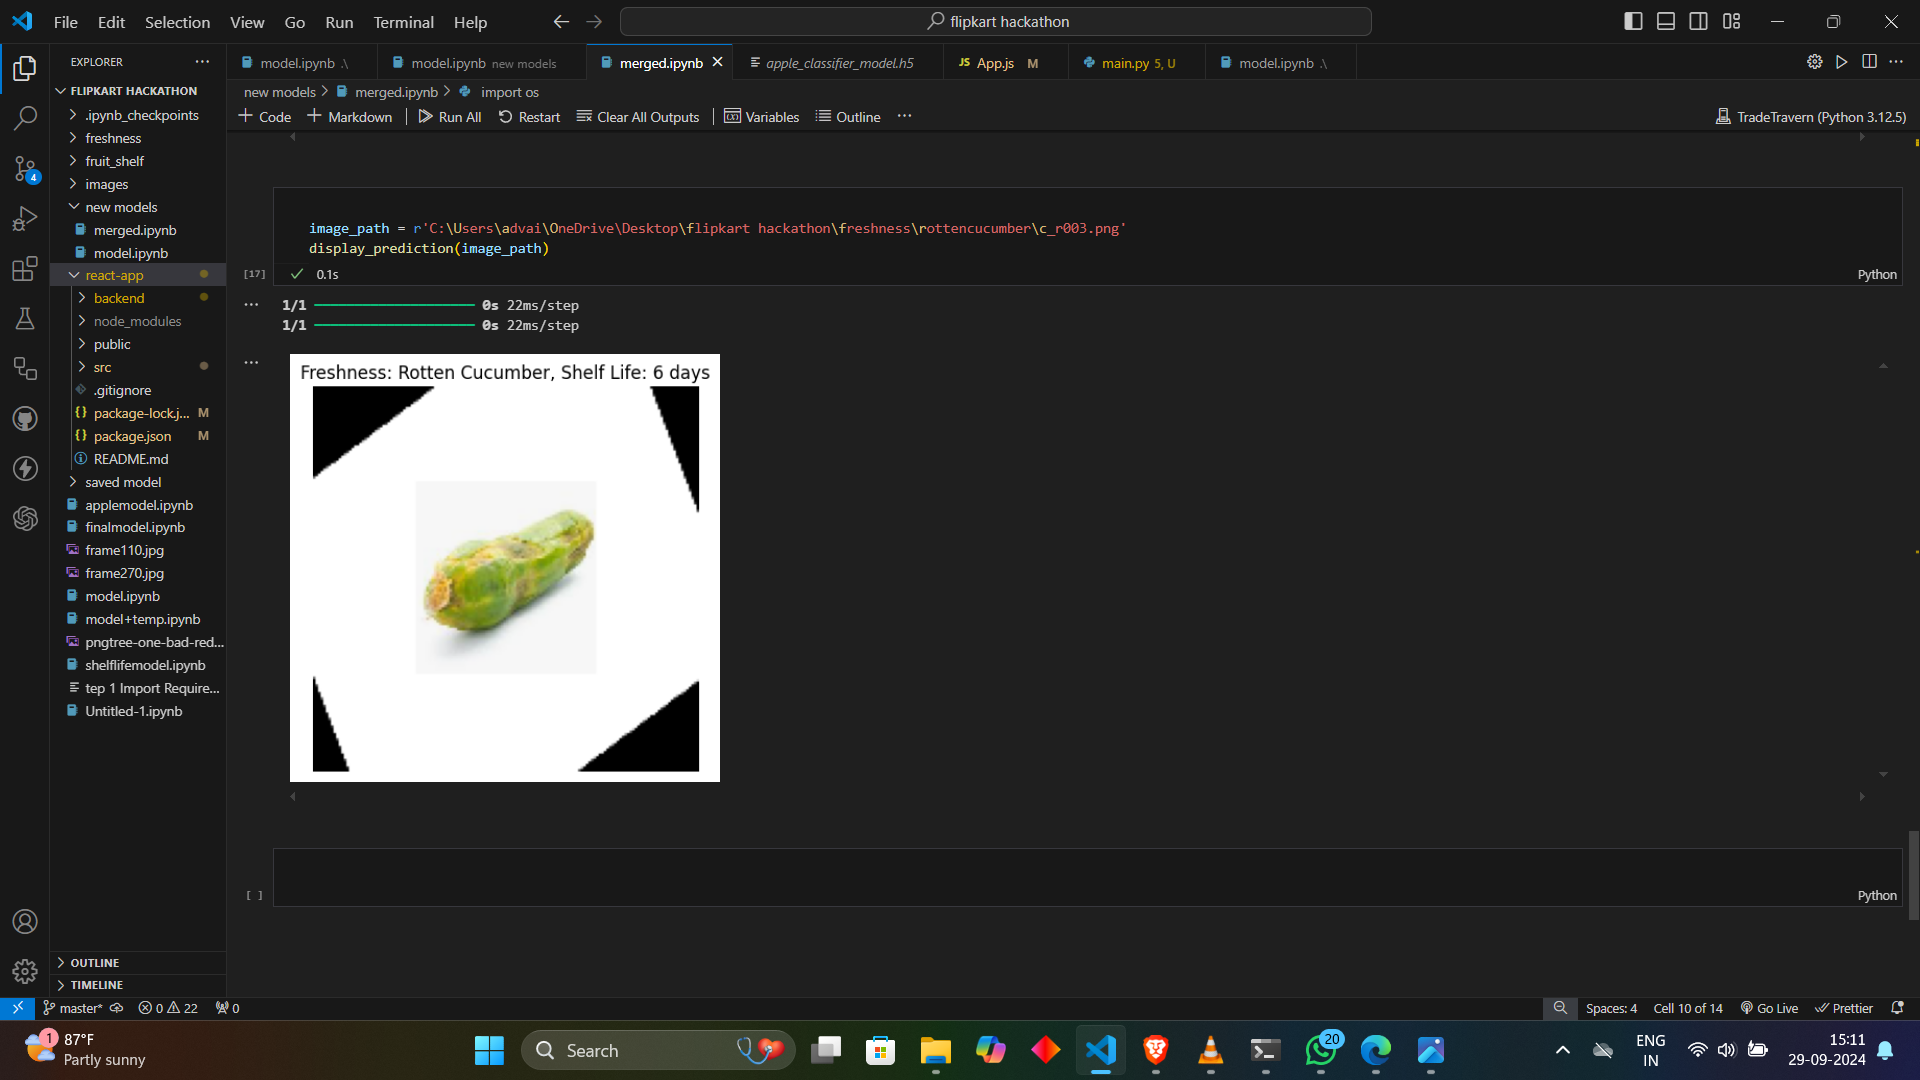 File Edit Selection View Go Run Terminal Help
flipkart hackathon
EXPLORER
FLIPKART HACKATHON
.ipynb_checkpoints
freshness
fruit_shelf
images
new models
merged.ipynb
model.ipynb
react-app
backend
node_modules
public
src
.gitignore
package-lock.j... M
package.json M
README.md
saved model
applemodel.ipynb
finalmodel.ipynb
frame110.jpg
frame270.jpg
model.ipynb
model+temp.ipynb
pngtree-one-bad-red...
shelflifemodel.ipynb
tep 1 Import Require...
Untitled-1.ipynb
OUTLINE
TIMELINE
4
model.ipynb .\
model.ipynb new models
merged.ipynb
apple_classifier_model.h5
JS App.js M
main.py 5, U
model.ipynb .\
new models > merged.ipynb > import os
+ Code + Markdown | Run All Restart Clear All Outputs | Variables Outline ...
TradeTravern (Python 3.12.5)
image_path = r'C:\Users\advai\OneDrive\Desktop\flipkart hackathon\freshness\rottencucumber\c_r003.png'
display_prediction(image_path)
[17] 0.1s Python
1/1 0s 22ms/step
1/1 0s 22ms/step
Freshness: Rotten Cucumber, Shelf Life: 6 days
[ ] Python
master* 0 22 0 Spaces: 4 Cell 10 of 14 Go Live Prettier
1 87°F
Partly sunny
Search
20
ENG
IN
15:11
29-09-2024